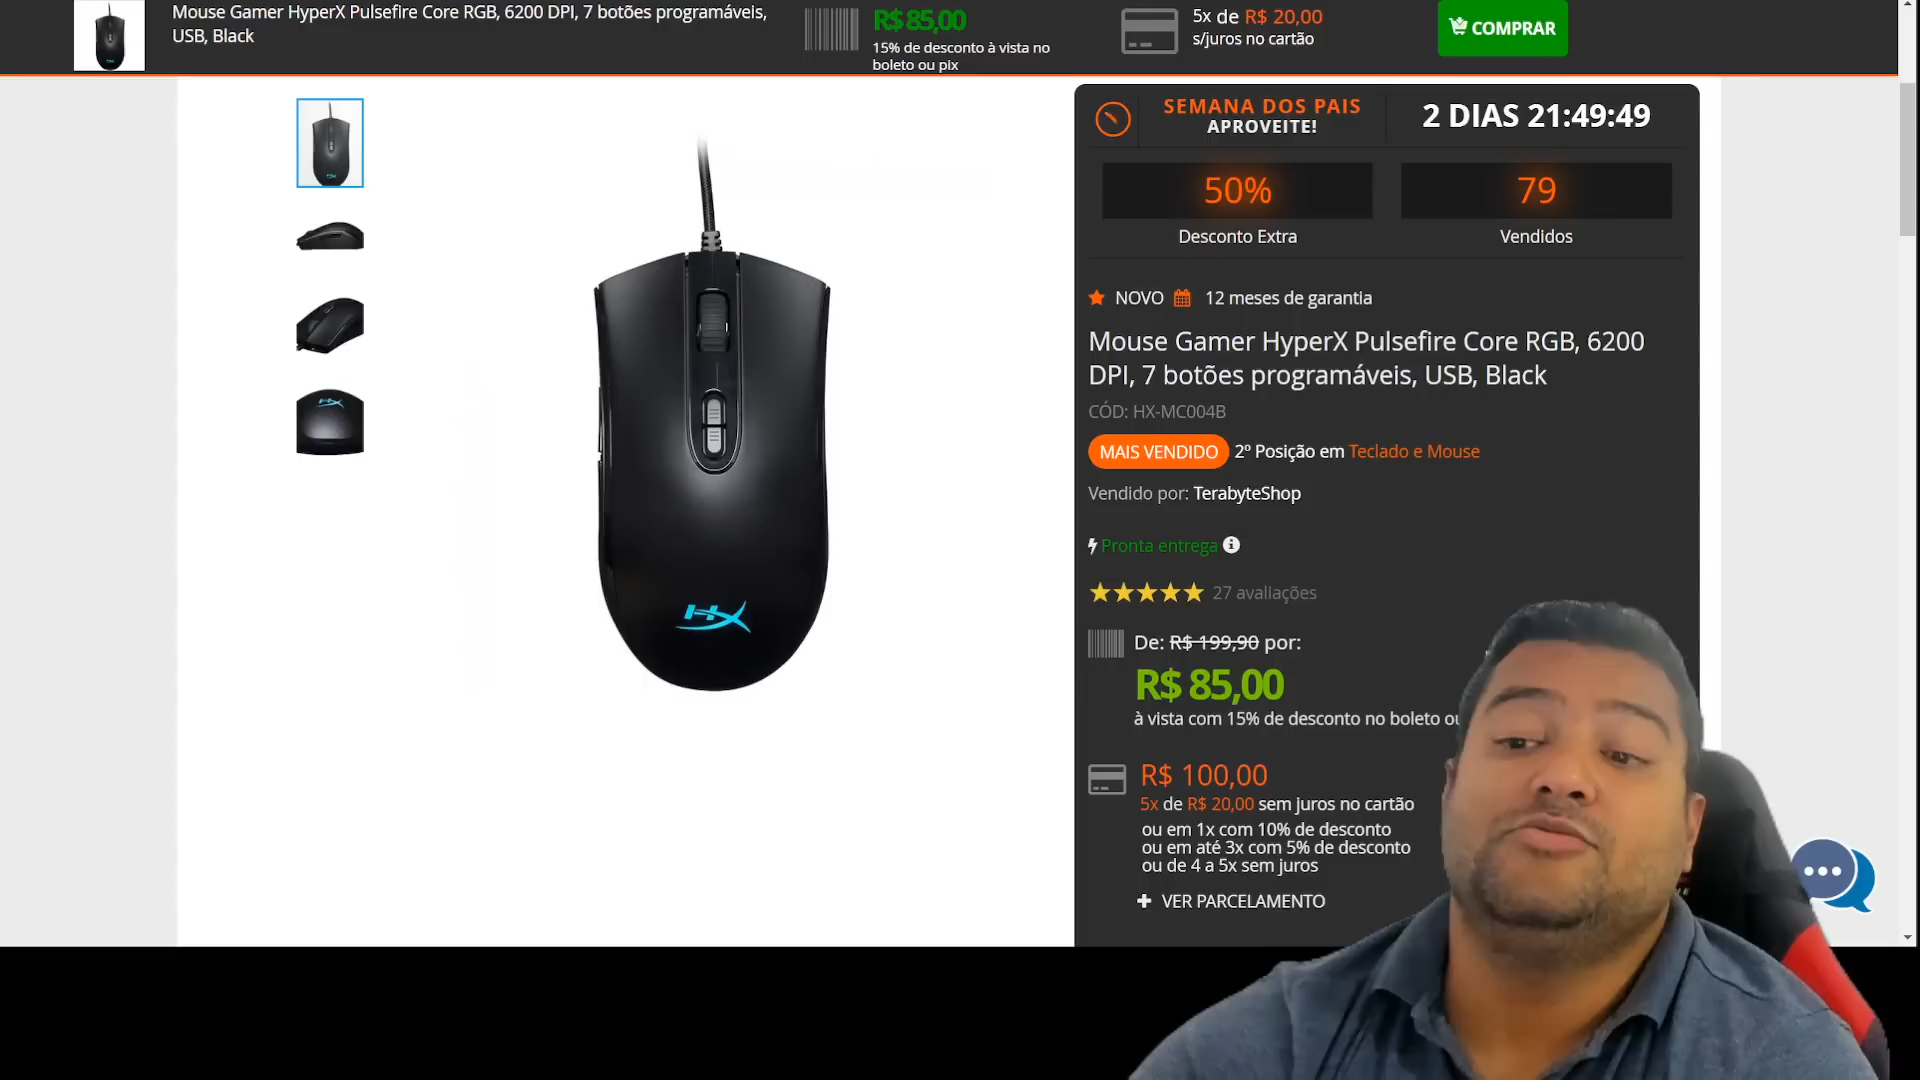 Mouse Gamer HyperX Pulsefire Core RGB, 6200 DPI, 7 botões programáveis,
USB, Black
R$ 85,00
15% de desconto à vista no
boleto ou pix
5x de R$ 20,00
s/juros no cartão
COMPRAR
SEMANA DOS PAIS
APROVEITE!
2 DIAS 21:49:49
50%
Desconto Extra
79
Vendidos
NOVO 12 meses de garantia
Mouse Gamer HyperX Pulsefire Core RGB, 6200
DPI, 7 botões programáveis, USB, Black
CÓD: HX-MC004B
MAIS VENDIDO 2º Posição em Teclado e Mouse
Vendido por: TerabyteShop
Pronta entrega
27 avaliações
De: R$ 199,90 por:
R$ 85,00
à vista com 15% de desconto no boleto ou
R$ 100,00
5x de R$ 20,00 sem juros no cartão
ou em 1x com 10% de desconto
ou em até 3x com 5% de desconto
ou de 4 a 5x sem juros
+ VER PARCELAMENTO
HX